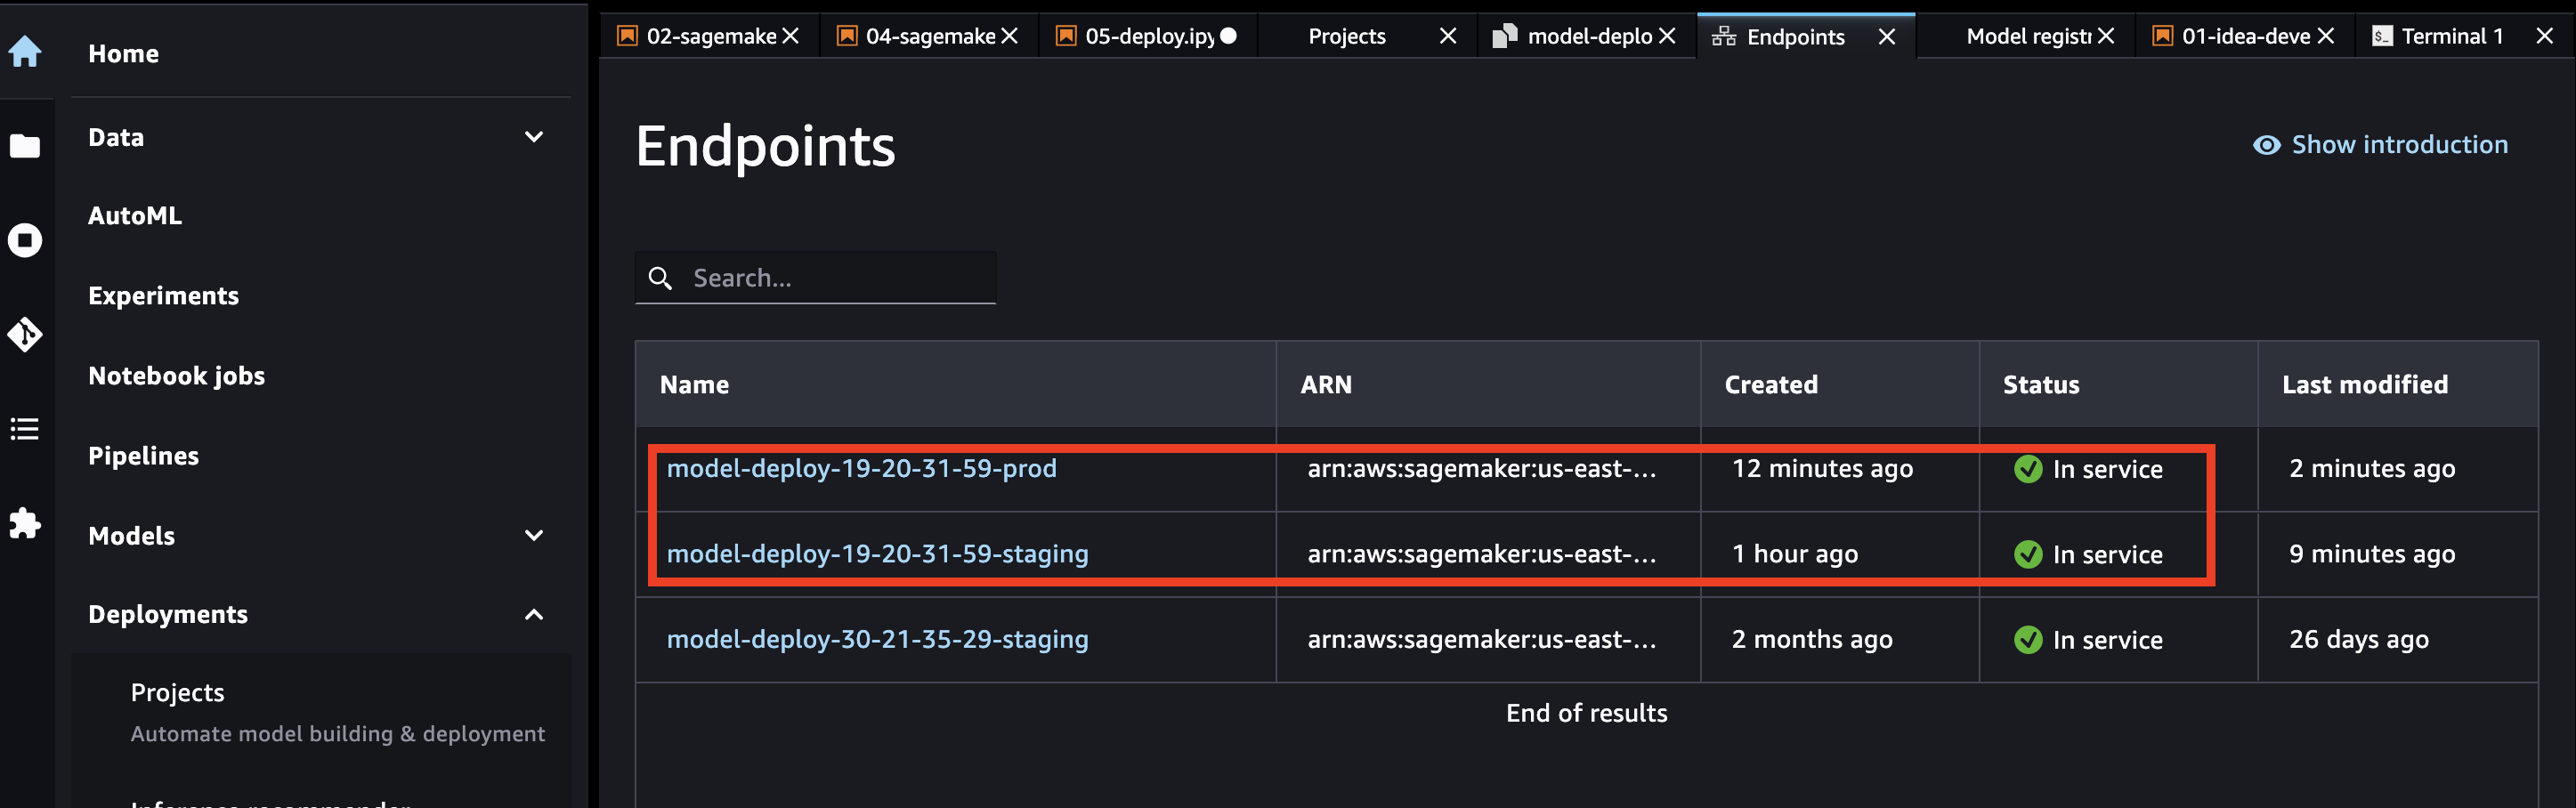 Home
Data
AutoML
Experiments
Notebook jobs
Pipelines
Models
Deployments
Projects
Automate model building & deployment
Inference recommender
02-sagemake
04-sagemake
05-deploy.ipy
Projects
model-deplo
Endpoints
Model regist
01-idea-deve
$_ Terminal 1
Endpoints
Show introduction
Search...
Name ARN Created Status Last modified
model-deploy-19-20-31-59-prod arn:aws:sagemaker:us-east-... 12 minutes ago In service 2 minutes ago
model-deploy-19-20-31-59-staging arn:aws:sagemaker:us-east-... 1 hour ago In service 9 minutes ago
model-deploy-30-21-35-29-staging arn:aws:sagemaker:us-east-... 2 months ago In service 26 days ago
End of results